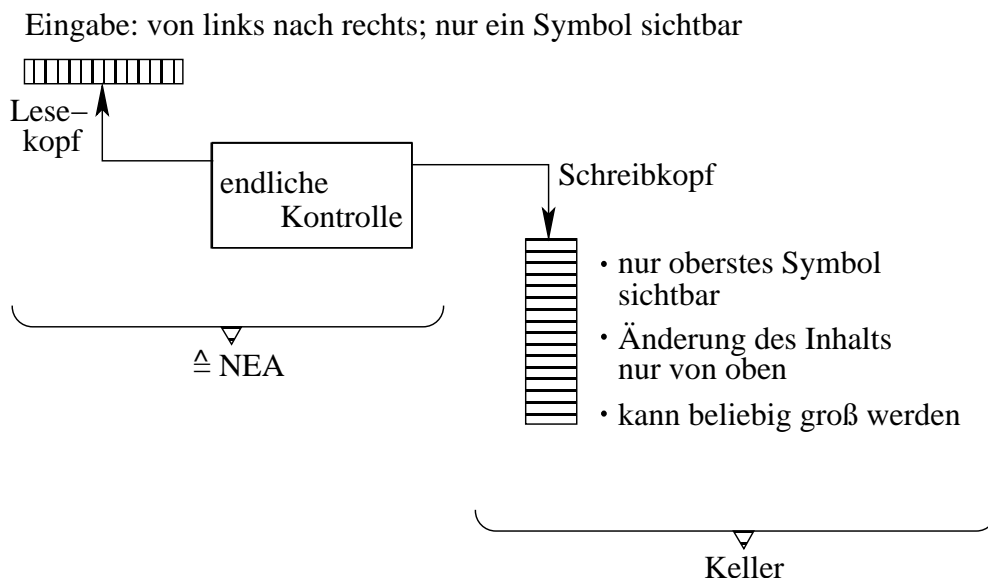 Eingabe: von links nach rechts; nur ein Symbol sichtbar
Lese–
kopf
endliche
Kontrolle
Schreibkopf
· nur oberstes Symbol
sichtbar
· Änderung des Inhalts
nur von oben
· kann beliebig groß werden
≙ NEA
Keller